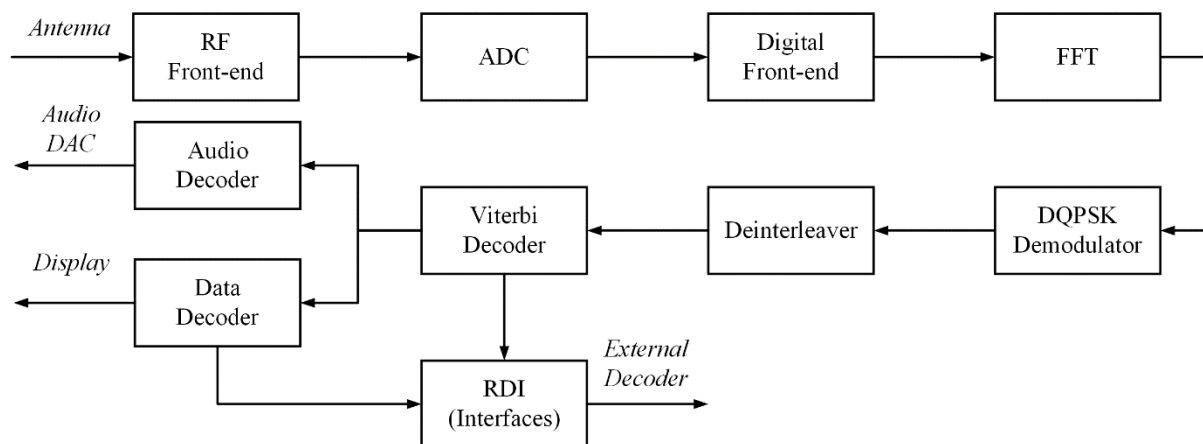 Antenna
RF
Front-end
ADC
Digital
Front-end
FFT
Audio
DAC
Audio
Decoder
Viterbi
Decoder
Deinterleaver
DQPSK
Demodulator
Display
Data
Decoder
RDI
(Interfaces)
External
Decoder